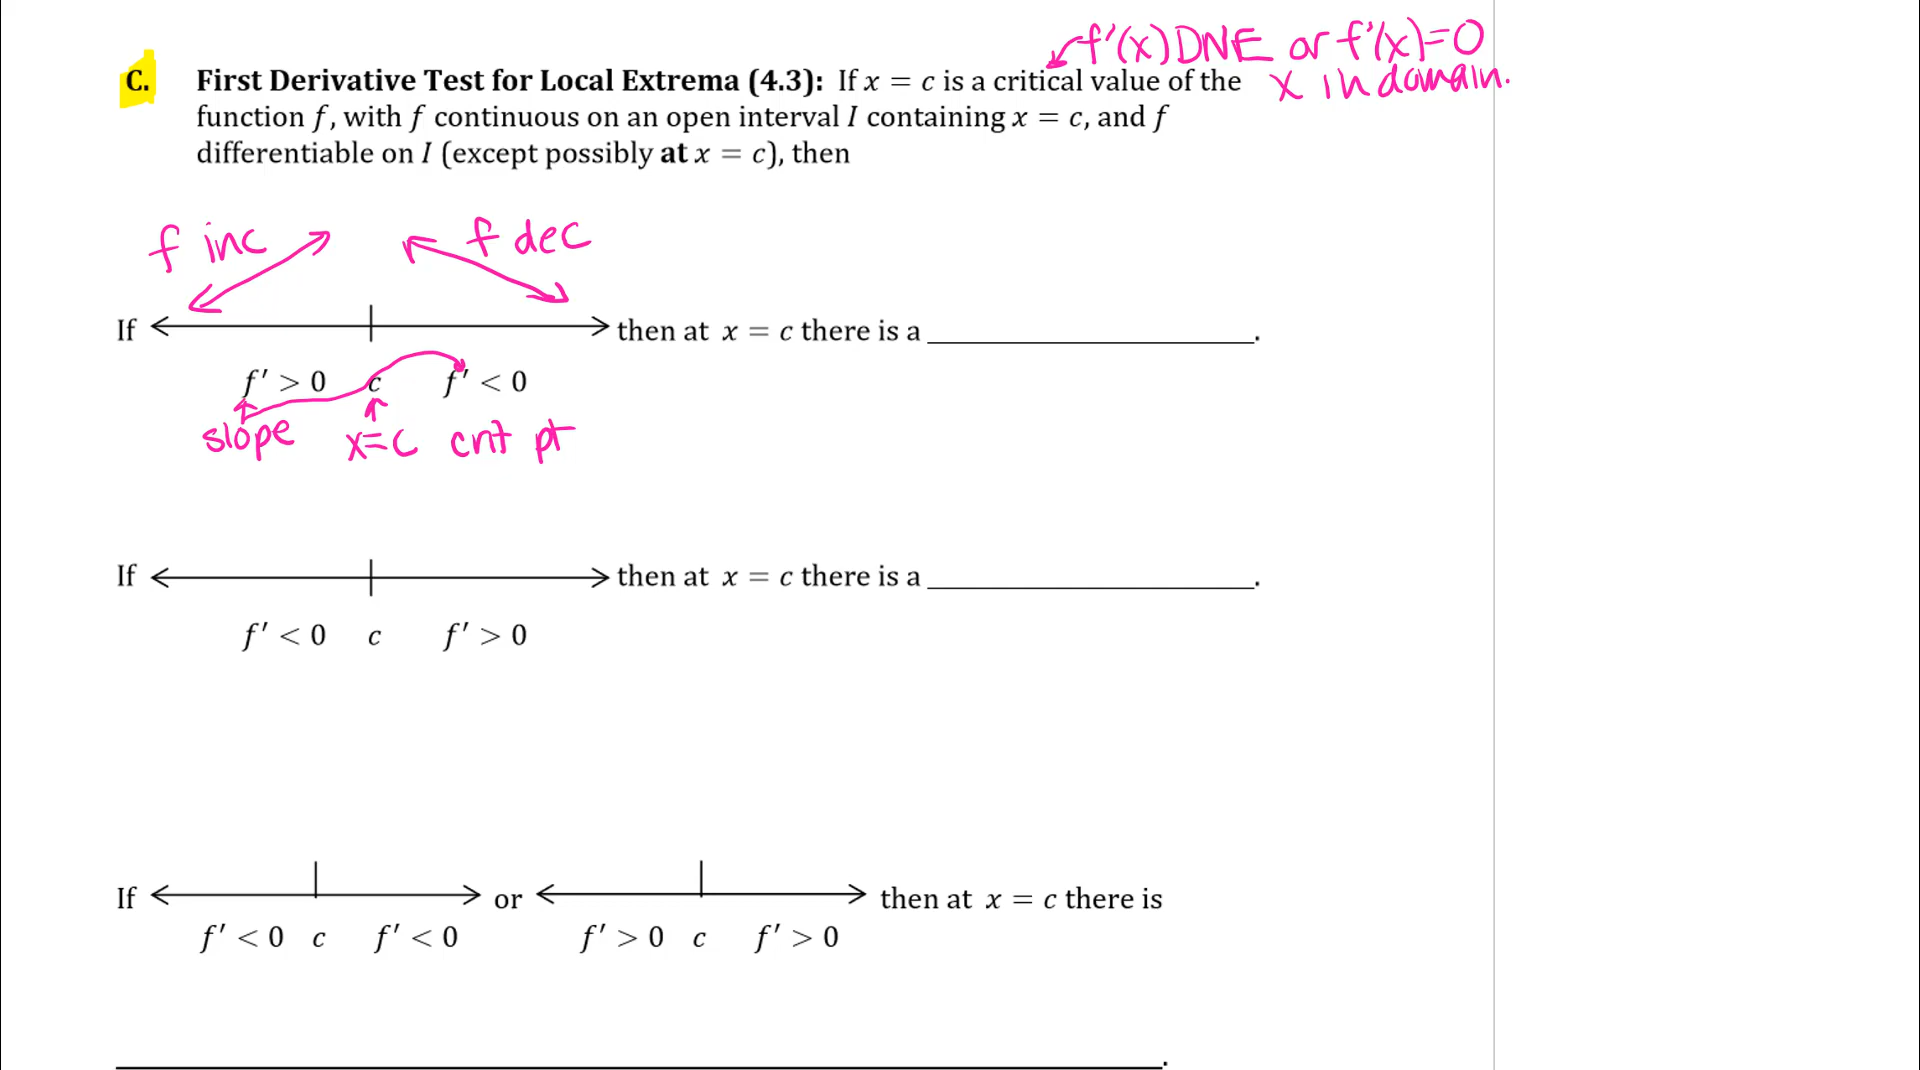 f'(x) DNE or f'(x)=0
x in domain.
C. First Derivative Test for Local Extrema (4.3): If x = c is a critical value of the
function f, with f continuous on an open interval I containing x = c, and f
differentiable on I (except possibly at x = c), then
f inc f dec
If then at x = c there is a ____________________.
f' > 0 c f' < 0
slope x=c crit pt
If then at x = c there is a ____________________.
f' < 0 c f' > 0
If or then at x = c there is
f' < 0 c f' < 0 f' > 0 c f' > 0
____________________.